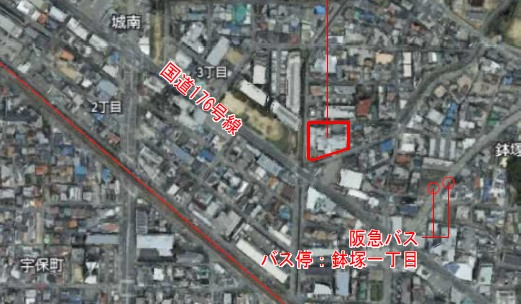 城南
3丁目
国道176号線
2丁目
鉢塚
阪急バス
バス停：鉢塚一丁目
宇保町